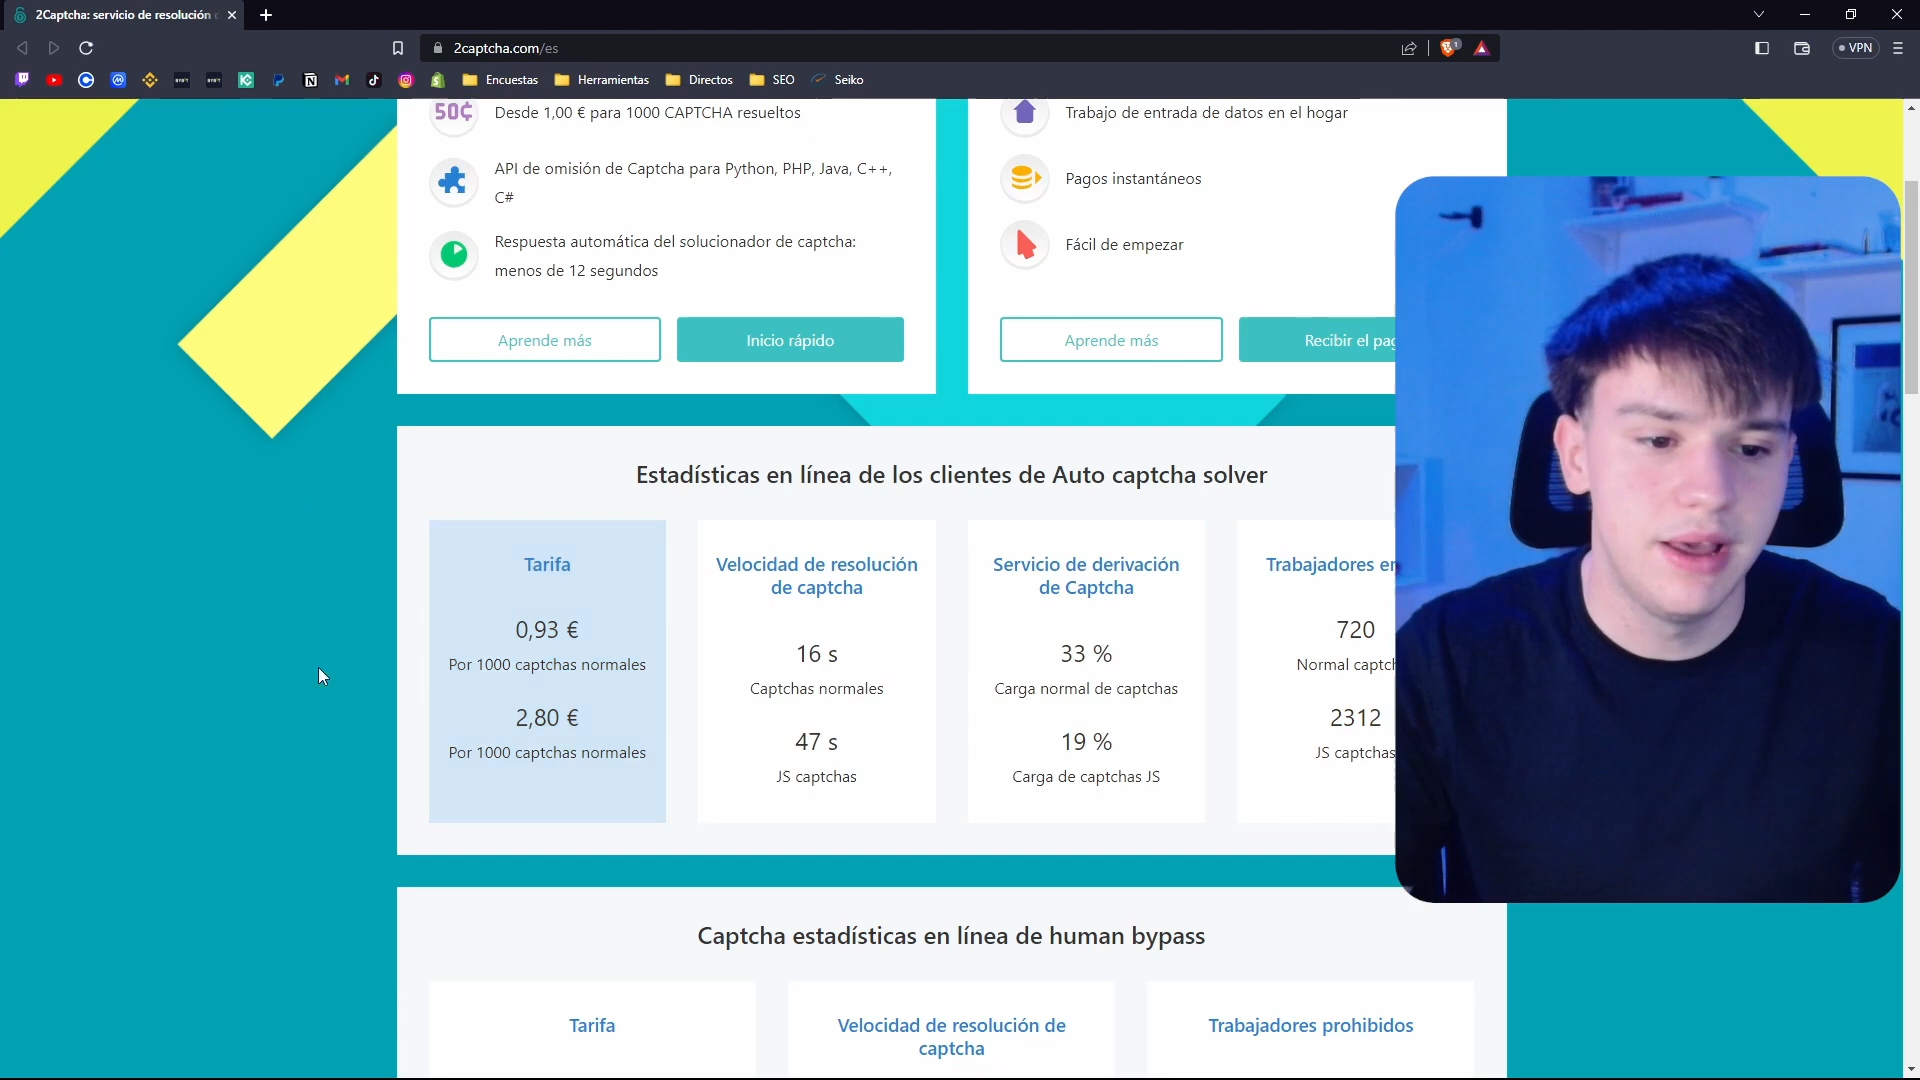 2Captcha: servicio de resolución
2captcha.com/es
VPN
Encuestas
Herramientas
Directos
SEO
Seiko
50¢
Desde 1,00 € para 1000 CAPTCHA resueltos
API de omisión de Captcha para Python, PHP, Java, C++,
C#
Respuesta automática del solucionador de captcha:
menos de 12 segundos
Aprende más
Inicio rápido
Trabajo de entrada de datos en el hogar
Pagos instantáneos
Fácil de empezar
Aprende más
Recibir el pag
Estadísticas en línea de los clientes de Auto captcha solver
Tarifa
0,93 €
Por 1000 captchas normales
2,80 €
Por 1000 captchas normales
Velocidad de resolución
de captcha
16 s
Captchas normales
47 s
JS captchas
Servicio de derivación
de Captcha
33 %
Carga normal de captchas
19 %
Carga de captchas JS
Trabajadores en
720
Normal captch
2312
JS captchas
Captcha estadísticas en línea de human bypass
Tarifa
Velocidad de resolución de
captcha
Trabajadores prohibidos